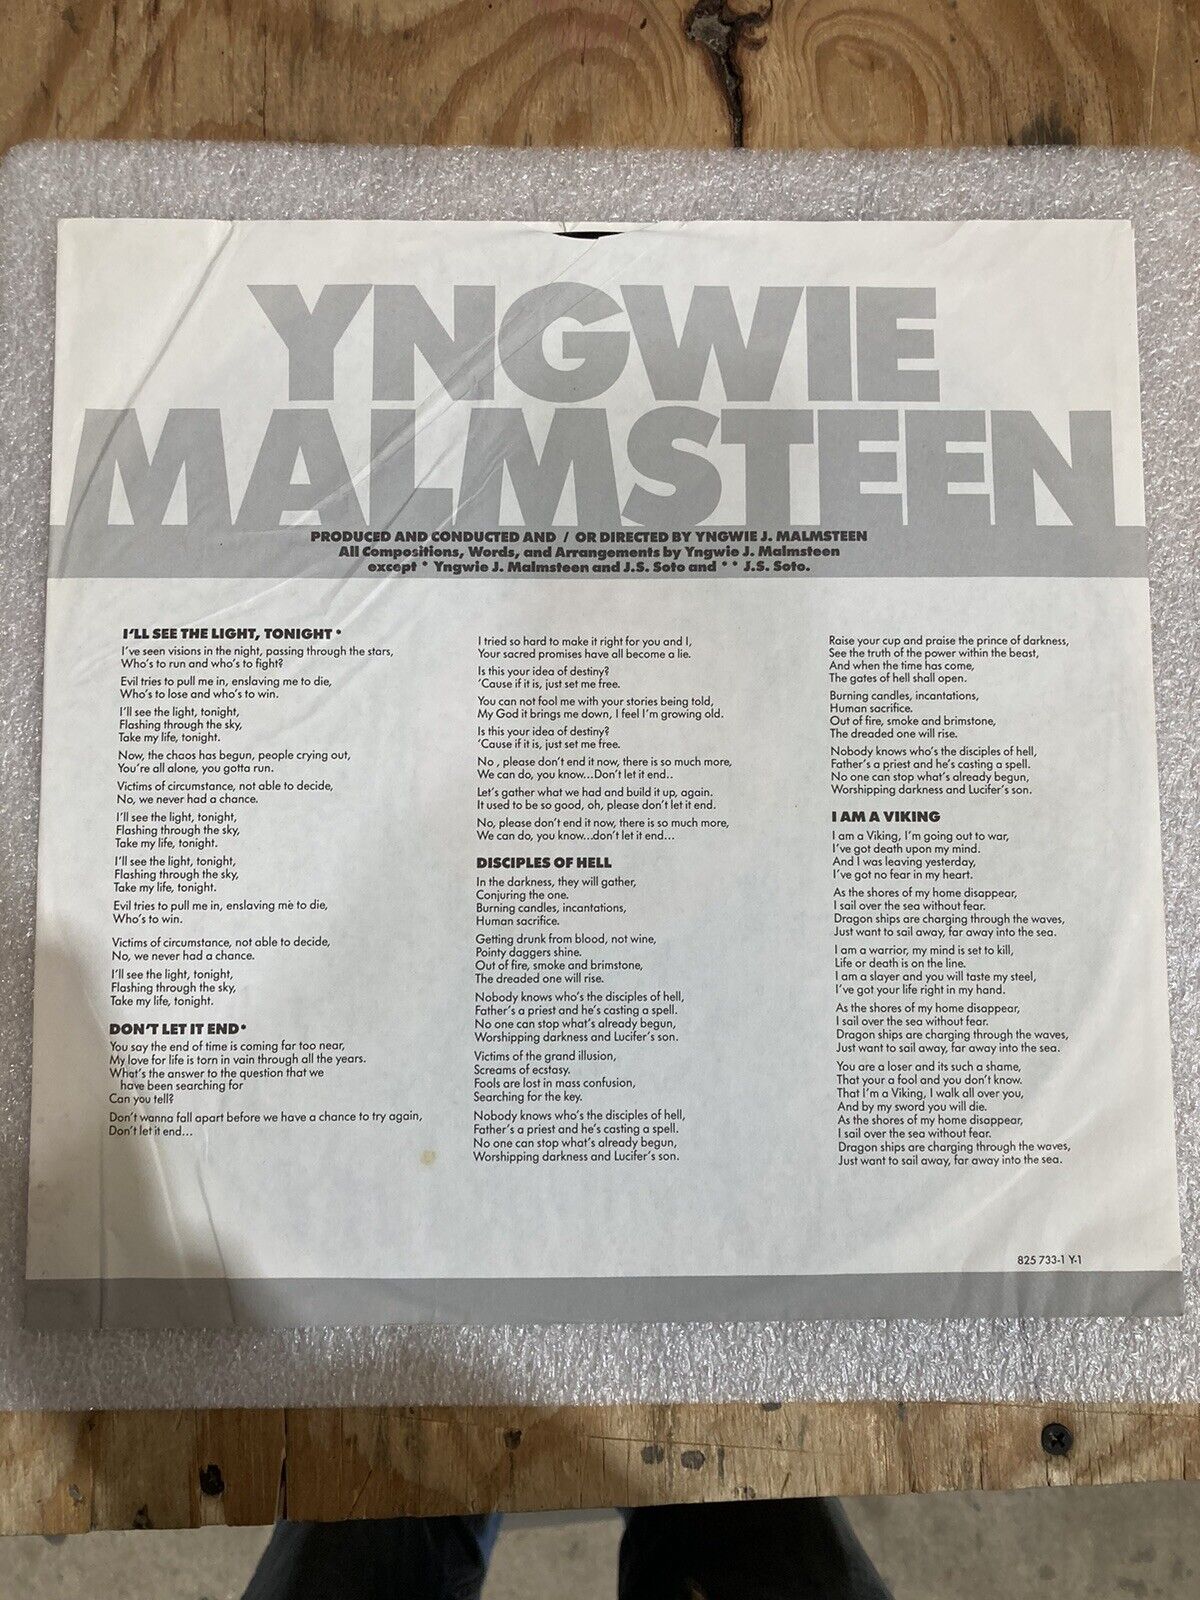 YNGWIE
MALMSTEEN
PRODUCED AND CONDUCTED AND / OR DIRECTED BY YNGWIE J. MALMSTEEN
All Compositions, Words, and Arrangements by Yngwie J. Malmsteen
except * Yngwie J. Malmsteen and J.S. Soto and * * J.S. Soto.
I'LL SEE THE LIGHT, TONIGHT *
I've seen visions in the night, passing through the stars,
Who's to run and who's to fight?
Evil tries to pull me in, enslaving me to die,
Who's to lose and who's to win.
I'll see the light, tonight,
Flashing through the sky,
Take my life, tonight.
Now, the chaos has begun, people crying out,
You're all alone, you gotta run.
Victims of circumstance, not able to decide,
No, we never had a chance.
I'll see the light, tonight,
Flashing through the sky,
Take my life, tonight.
I'll see the light, tonight,
Flashing through the sky,
Take my life, tonight.
Evil tries to pull me in, enslaving me to die,
Who's to win.
Victims of circumstance, not able to decide,
No, we never had a chance.
I'll see the light, tonight,
Flashing through the sky,
Take my life, tonight.
DON'T LET IT END*
You say the end of time is coming far too near,
My love for life is torn in vain through all the years.
What's the answer to the question that we
have been searching for
Can you tell?
Don't wanna fall apart before we have a chance to try again,
Don't let it end...
I tried so hard to make it right for you and I,
Your sacred promises have all become a lie.
Is this your idea of destiny?
'Cause if it is, just set me free.
You can not fool me with your stories being told,
My God it brings me down, I feel I'm growing old.
Is this your idea of destiny?
'Cause if it is, just set me free.
No , please don't end it now, there is so much more,
We can do, you know...Don't let it end..
Let's gather what we had and build it up, again.
It used to be so good, oh, please don't let it end.
No, please don't end it now, there is so much more,
We can do, you know...don't let it end...
DISCIPLES OF HELL
In the darkness, they will gather,
Conjuring the one.
Burning candles, incantations,
Human sacrifice.
Getting drunk from blood, not wine,
Pointy daggers shine.
Out of fire, smoke and brimstone,
The dreaded one will rise.
Nobody knows who's the disciples of hell,
Father's a priest and he's casting a spell.
No one can stop what's already begun,
Worshipping darkness and Lucifer's son.
Victims of the grand illusion,
Screams of ecstasy.
Fools are lost in mass confusion,
Searching for the key.
Nobody knows who's the disciples of hell,
Father's a priest and he's casting a spell.
No one can stop what's already begun,
Worshipping darkness and Lucifer's son.
Raise your cup and praise the prince of darkness,
See the truth of the power within the beast,
And when the time has come,
The gates of hell shall open.
Burning candles, incantations,
Human sacrifice.
Out of fire, smoke and brimstone,
The dreaded one will rise.
Nobody knows who's the disciples of hell,
Father's a priest and he's casting a spell.
No one can stop what's already begun,
Worshipping darkness and Lucifer's son.
I AM A VIKING
I am a Viking, I'm going out to war,
I've got death upon my mind.
And I was leaving yesterday,
I've got no fear in my heart.
As the shores of my home disappear,
I sail over the sea without fear.
Dragon ships are charging through the waves,
Just want to sail away, far away into the sea.
I am a warrior, my mind is set to kill,
Life or death is on the line.
I am a slayer and you will taste my steel,
I've got your life right in my hand.
As the shores of my home disappear,
I sail over the sea without fear.
Dragon ships are charging through the waves,
Just want to sail away, far away into the sea.
You are a loser and its such a shame,
That your a fool and you don't know.
That I'm a Viking, I walk all over you,
And by my sword you will die.
As the shores of my home disappear,
I sail over the sea without fear.
Dragon ships are charging through the waves,
Just want to sail away, far away into the sea.
825 733-1 Y-1